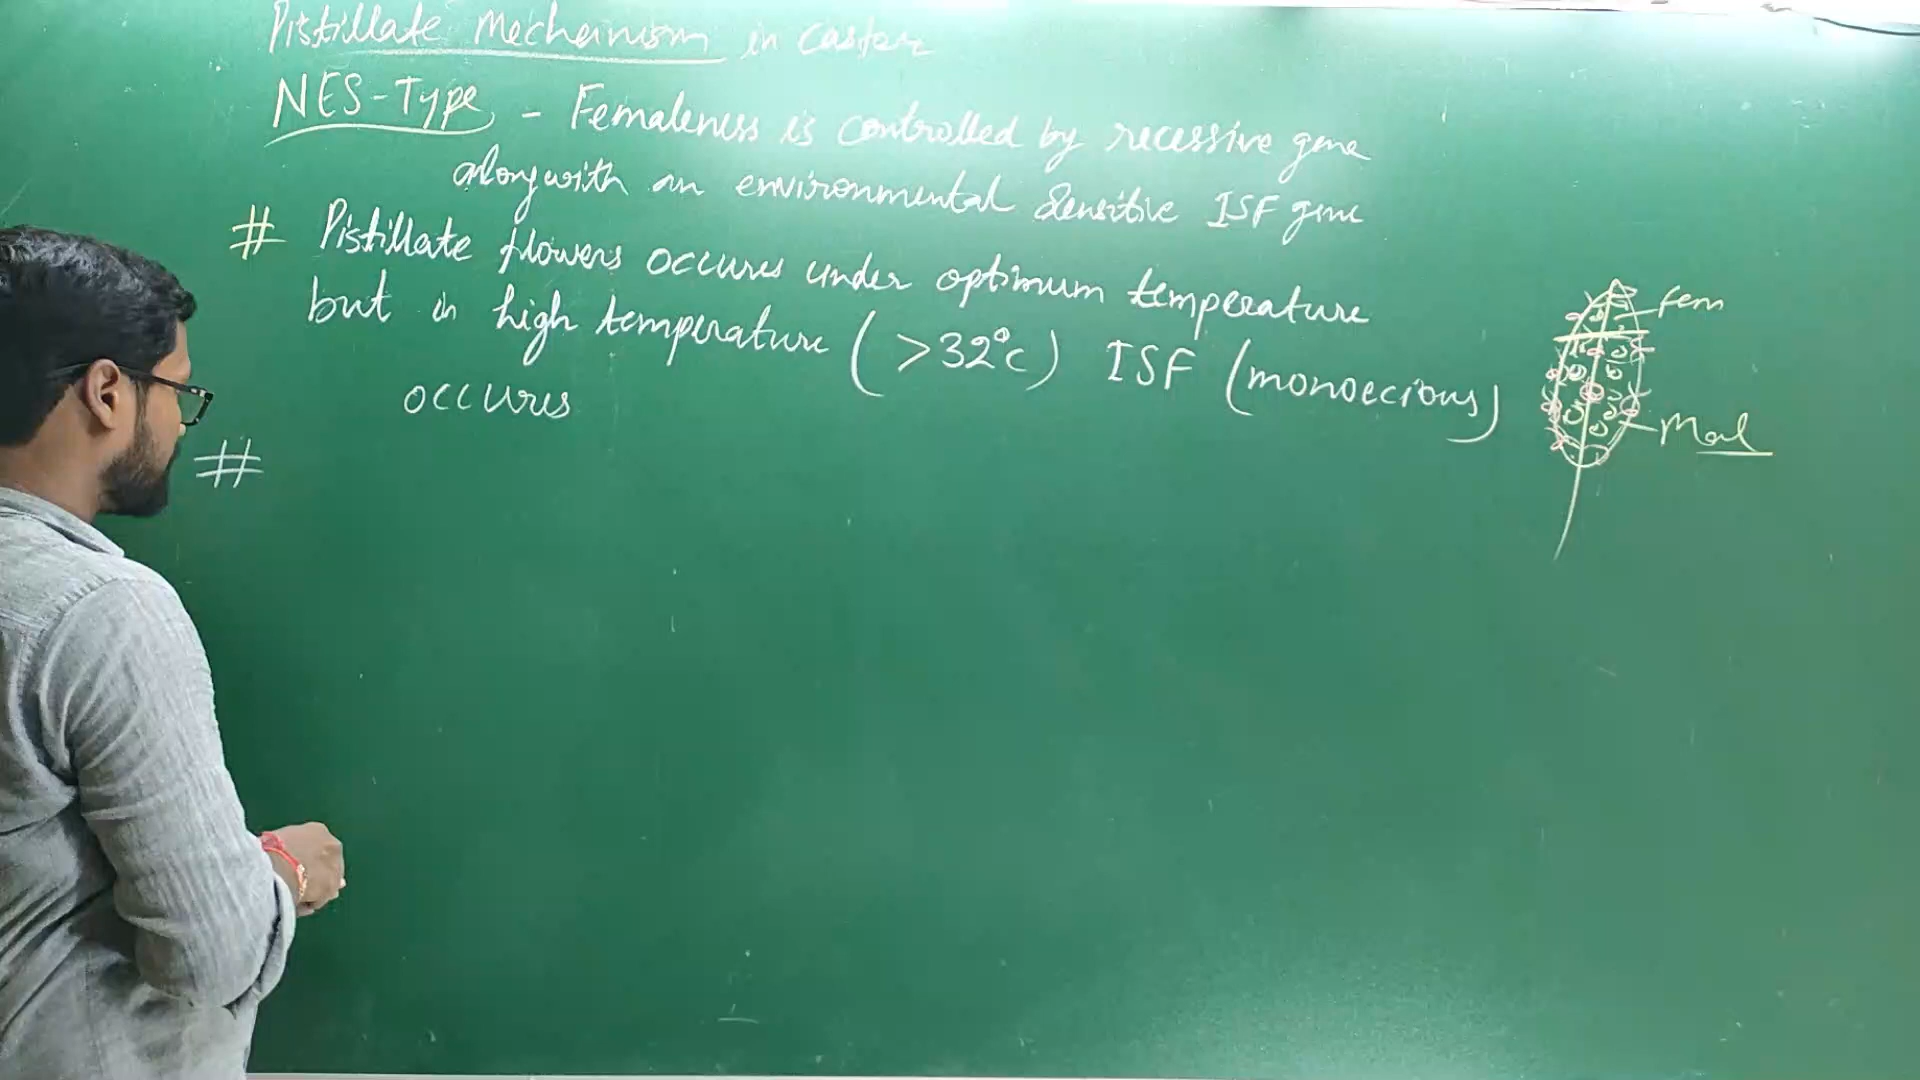 Pistillate Mechanism in Castor
NES-Type - Femaleness is controlled by recessive gene
alongwith an environmental sensitive ISF gene
# Pistillate flowers occures under optimum temperature
but in high temperature (>32°c) ISF (monoecious)
occures
#
Fem
Mal